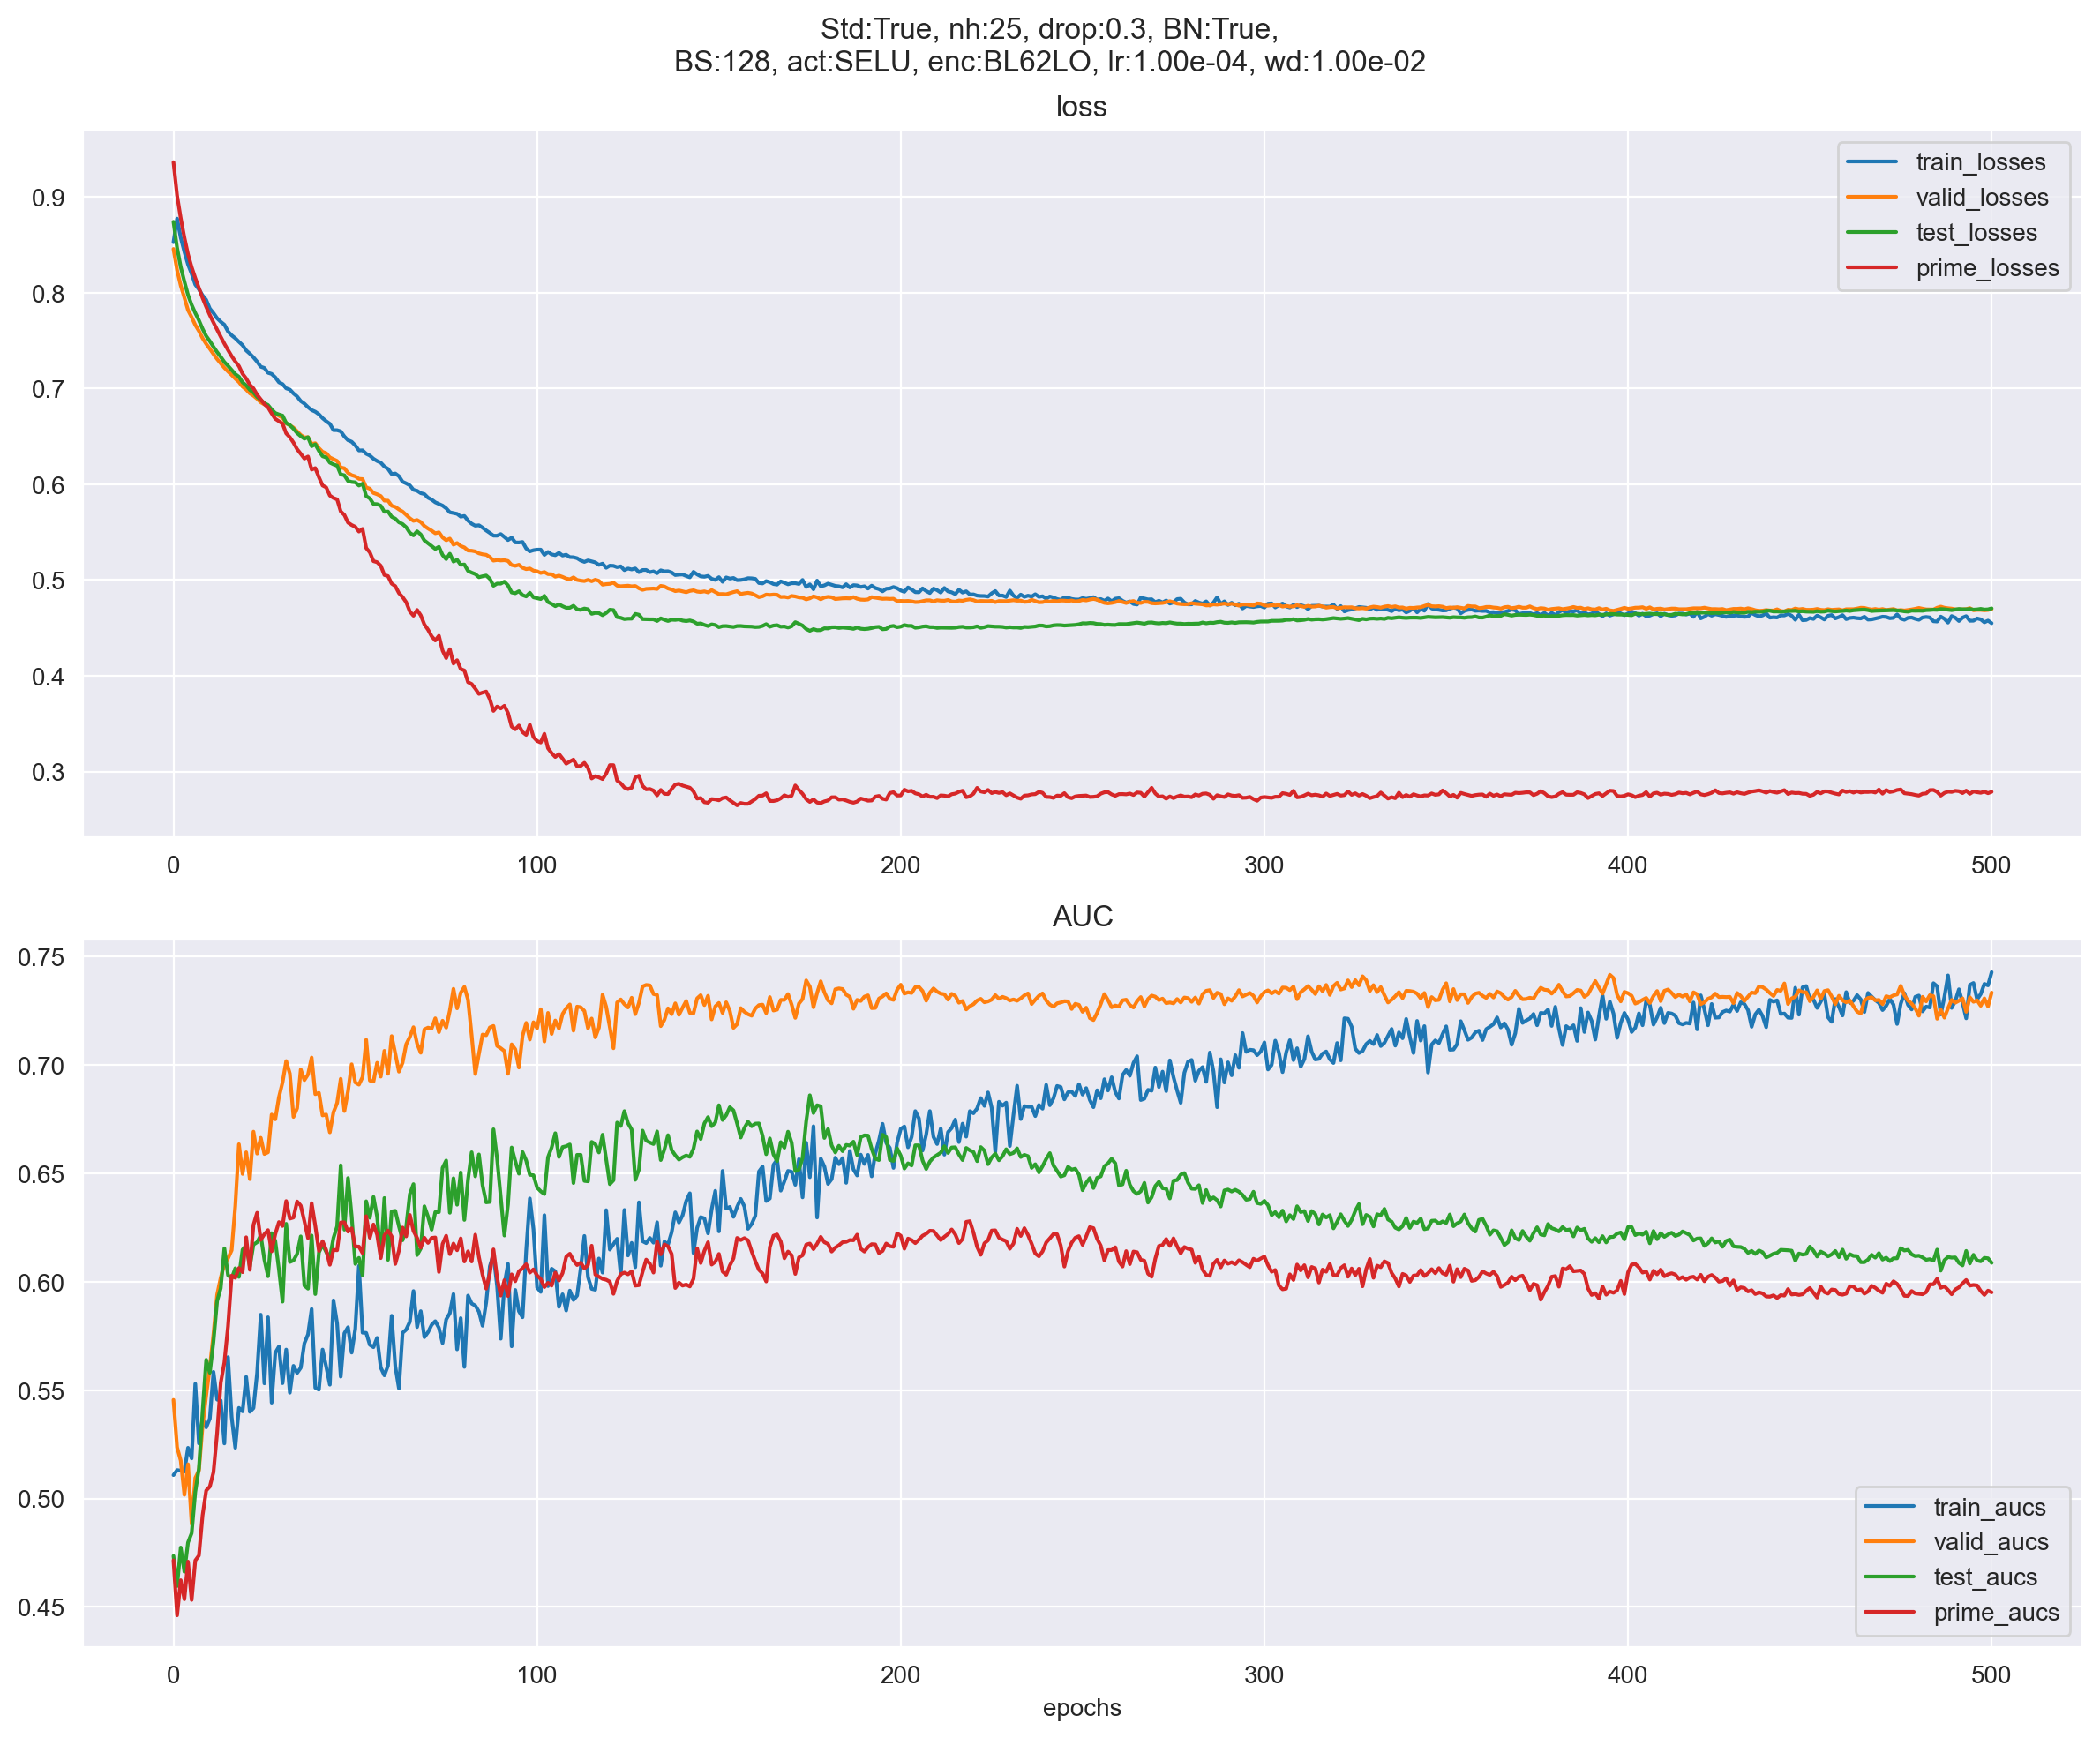 Std:True, nh:25, drop:0.3, BN:True,
BS:128, act:SELU, enc:BL62LO, lr:1.00e-04, wd:1.00e-02
loss
train_losses
valid_losses
test_losses
prime_losses
0.9
0.8
0.7
0.6
0.5
0.4
0.3
0 100 200 300 400 500
AUC
0.75
0.70
0.65
0.60
0.55
0.50
0.45
train_aucs
valid_aucs
test_aucs
prime_aucs
0 100 200 300 400 500
epochs